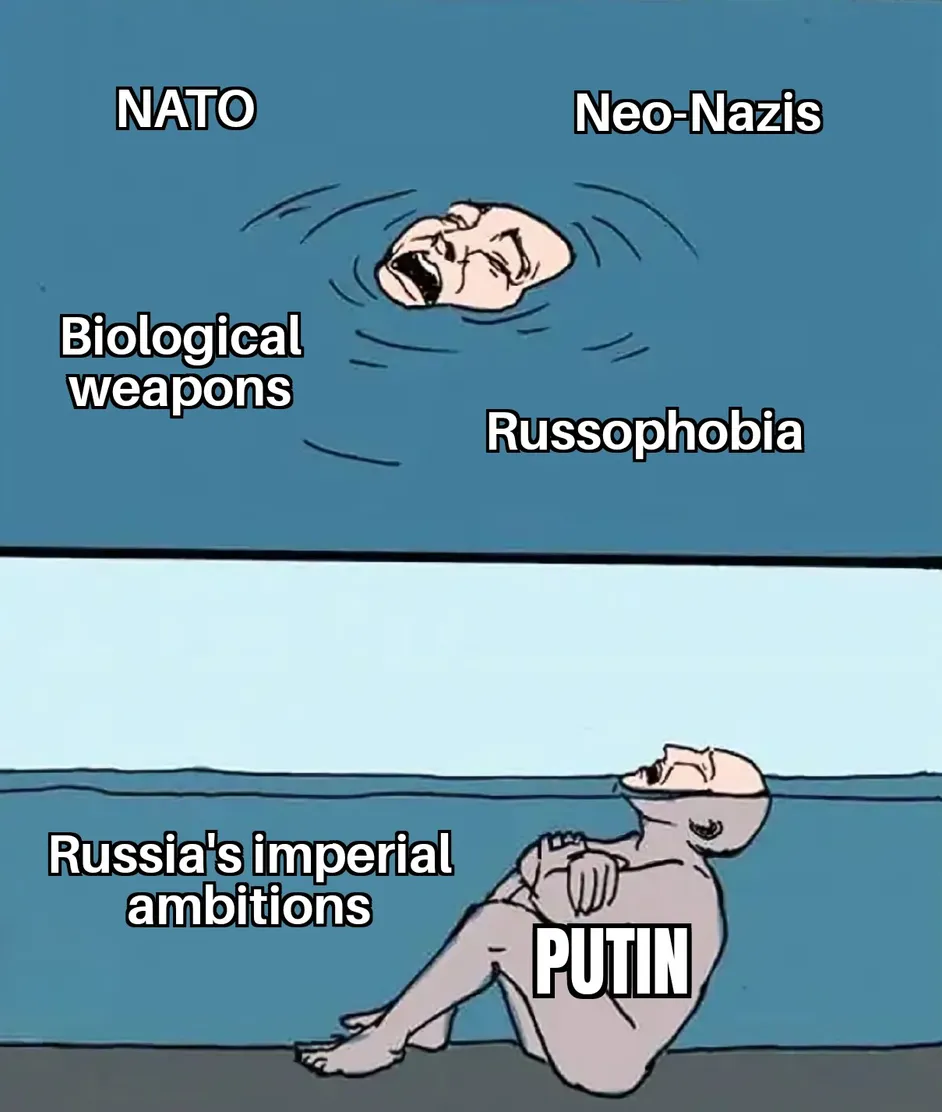 NATO
Neo-Nazis
Biological
weapons
Russophobia
Russia's imperial
ambitions
PUTIN